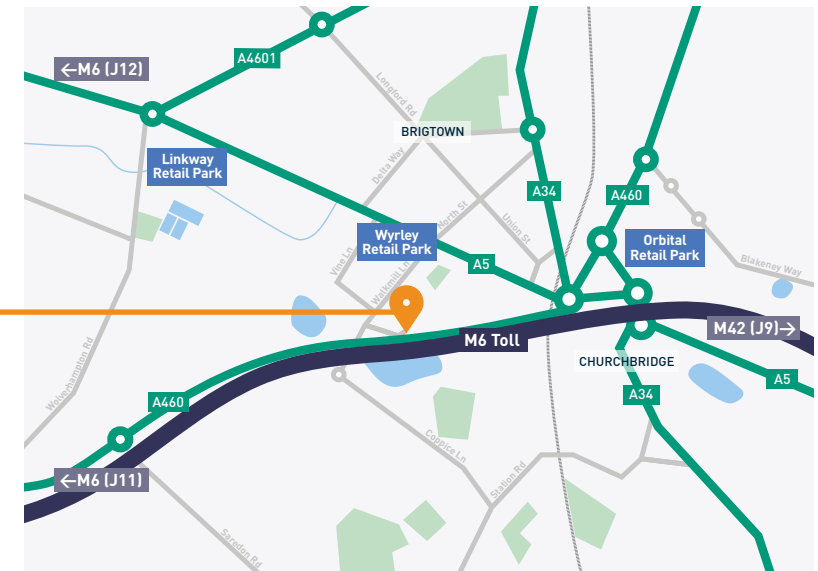 A4601
←M6 (J12)
Longford Rd
BRIGTOWN
Linkway
Retail Park
Delta Way
A34
A460
North St
Union St
Wyrley
Retail Park
Orbital
Retail Park
Vine Ln
A5
Blakeney Way
Walkmill Ln
M6 Toll
M42 (J9)→
CHURCHBRIDGE
Wolverhampton Rd
A5
A460
A34
Coppice Ln
Station Rd
←M6 (J11)
Saredon Rd